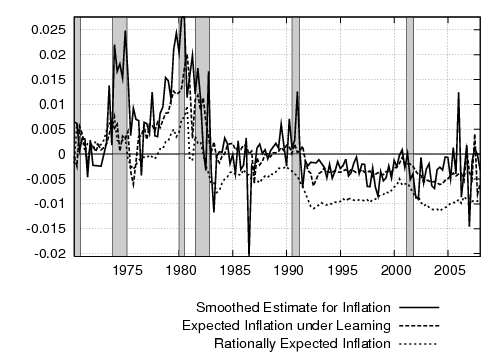 0.025
0.02
0.015
0.01
0.005
0
-0.005
-0.01
-0.015
-0.02
1975 1980 1985 1990 1995 2000 2005
Smoothed Estimate for Inflation
Expected Inflation under Learning
Rationally Expected Inflation